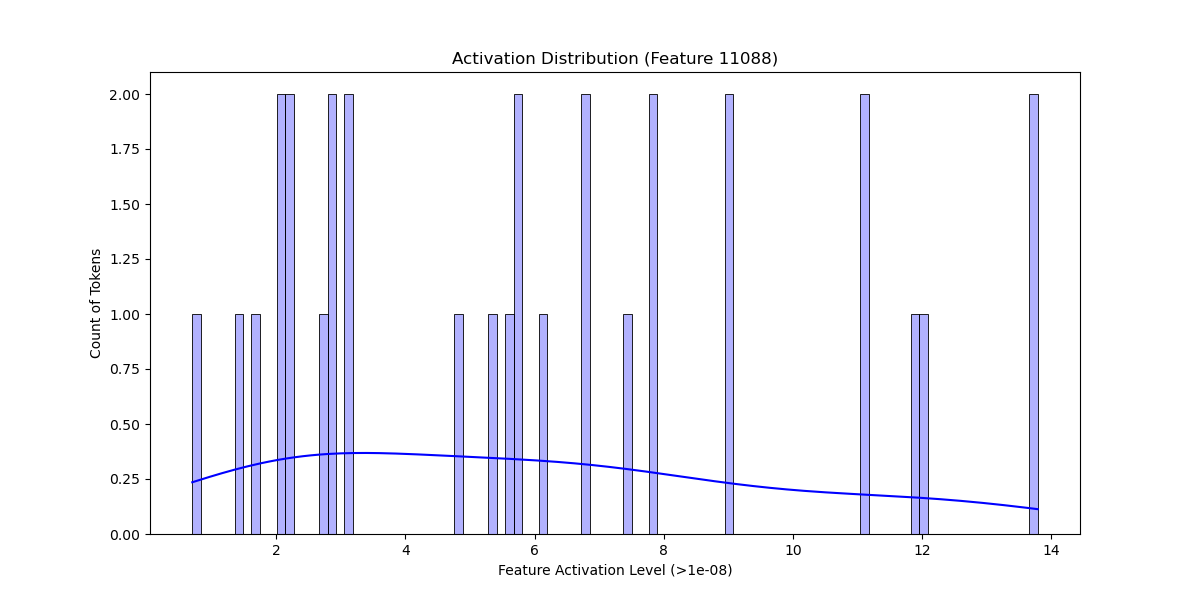 Activation Distribution (Feature 11088)
2.00
1.75
1.50
1.25
1.00
0.75
0.50
0.25
0.00
Count of Tokens
2 4 6 8 10 12 14
Feature Activation Level (>1e-08)